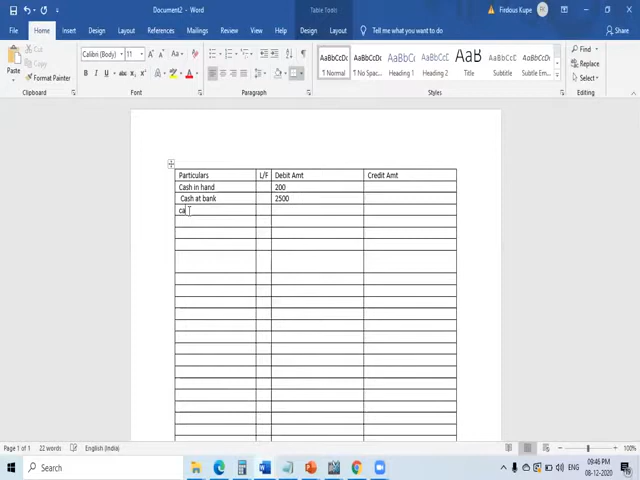 Document2 - Word
Table Tools
Firdous Kupe
FK
File Home Insert Design Layout References Mailings Review View Help Design Layout Tell me what you want to do Share
Paste
Cut
Copy
Format Painter
Clipboard
Calibri (Body) 11
Font
Paragraph
AaBbCcDc AaBbCcDc AaBbCc AaBbCcC AaB AaBbCcC AaBbCcDc
1 Normal 1 No Spac... Heading 1 Heading 2 Title Subtitle Subtle Em...
Styles
Find
Replace
Select
Editing
Particulars L/F Debit Amt Credit Amt
Cash in hand 200
Cash at bank 2500
ca
Page 1 of 1 22 words English (India) 100%
Search
ENG
09:46 PM
08-12-2020